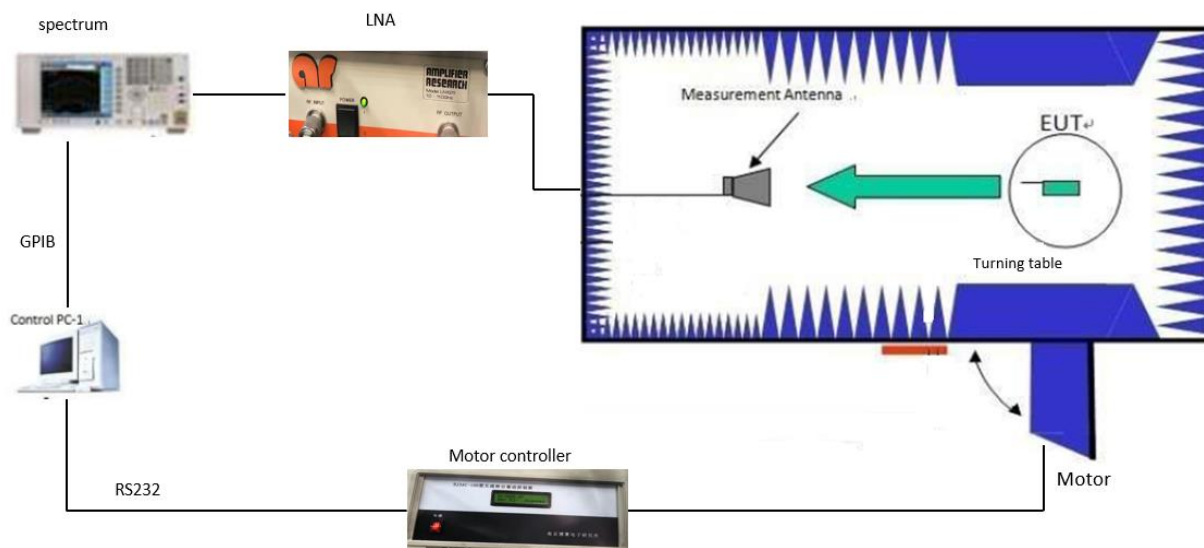 spectrum
LNA
ar
AMPLIFIER
RESEARCH
RF INPUT
POWER
RF OUTPUT
Measurement Antenna
EUT↵
Turning table
GPIB
Control PC-1
Motor controller
RS232
Motor